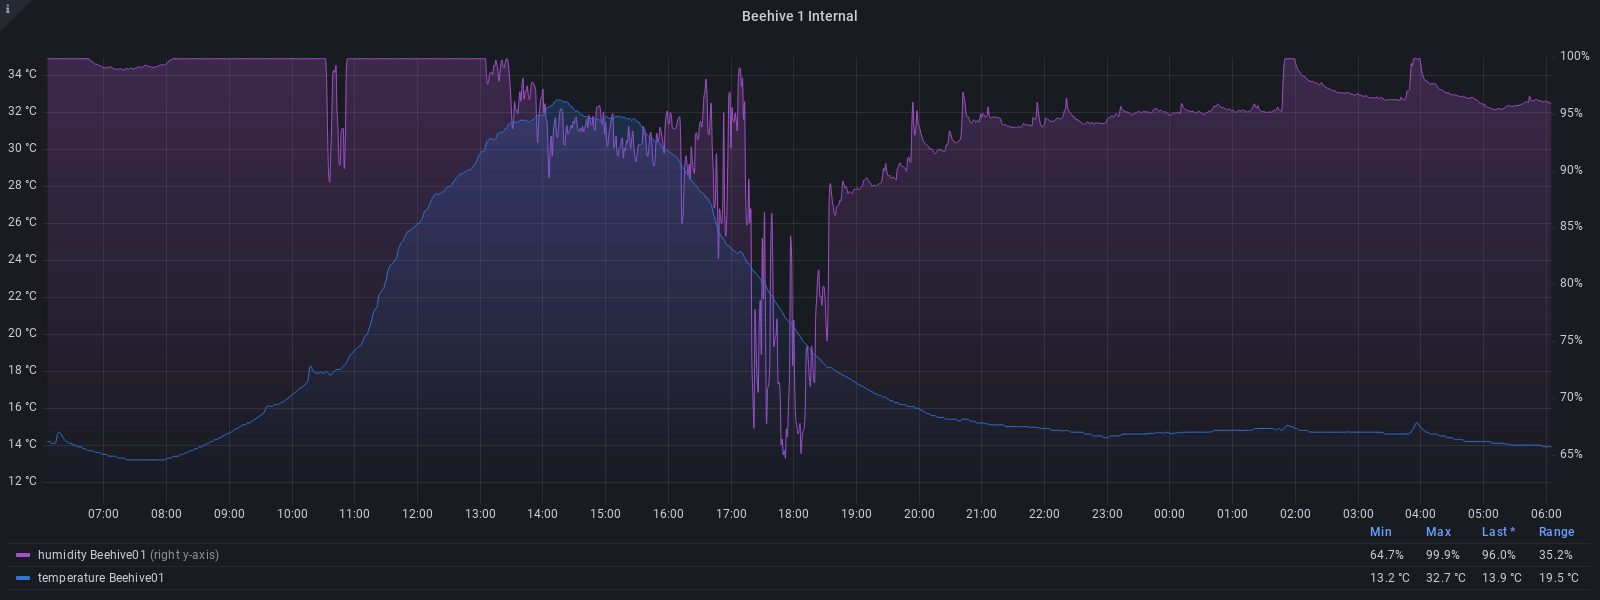 i
Beehive 1 Internal
34 °C
32 °C
30 °C
28 °C
26 °C
24 °C
22 °C
20 °C
18 °C
16 °C
14 °C
12 °C
100%
95%
90%
85%
80%
75%
70%
65%
07:00 08:00 09:00 10:00 11:00 12:00 13:00 14:00 15:00 16:00 17:00 18:00 19:00 20:00 21:00 22:00 23:00 00:00 01:00 02:00 03:00 04:00 05:00 06:00
Min Max Last * Range
humidity Beehive01 (right y-axis) 64.7% 99.9% 96.0% 35.2%
temperature Beehive01 13.2 °C 32.7 °C 13.9 °C 19.5 °C